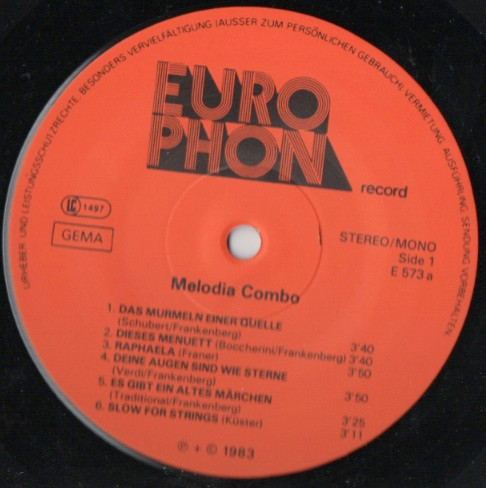 URHEBER UND LEISTUNGSSCHUTZRECHTE BESONDERS VERVIELFÄLTIGUNG (AUSSER ZUM PERSÖNLICHEN GEBRAUCH), VERMIETUNG, AUFFÜHRUNG, SENDUNG VORBEHALTEN.
EURO
PHON
record
LC 1497
GEMA
STEREO/MONO
Side 1
E 573 a
Melodia Combo
1. DAS MURMELN EINER QUELLE
(Schubert/Frankenberg) 3'40
2. DIESES MENUETT (Boccherini/Frankenberg) 3'40
3. RAPHAELA (Franer) 3'50
4. DEINE AUGEN SIND WIE STERNE
(Verdi/Frankenberg) 3'50
5. ES GIBT EIN ALTES MÄRCHEN
(Traditional/Frankenberg) 3'25
6. SLOW FOR STRINGS (Küster) 3'11
℗ + © 1983